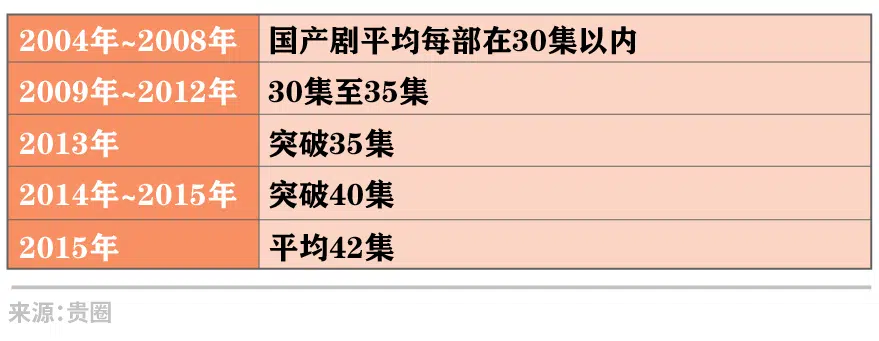 2004年~2008年 国产剧平均每部在30集以内
2009年~2012年 30集至35集
2013年 突破35集
2014年~2015年 突破40集
2015年 平均42集
来源：贵圈